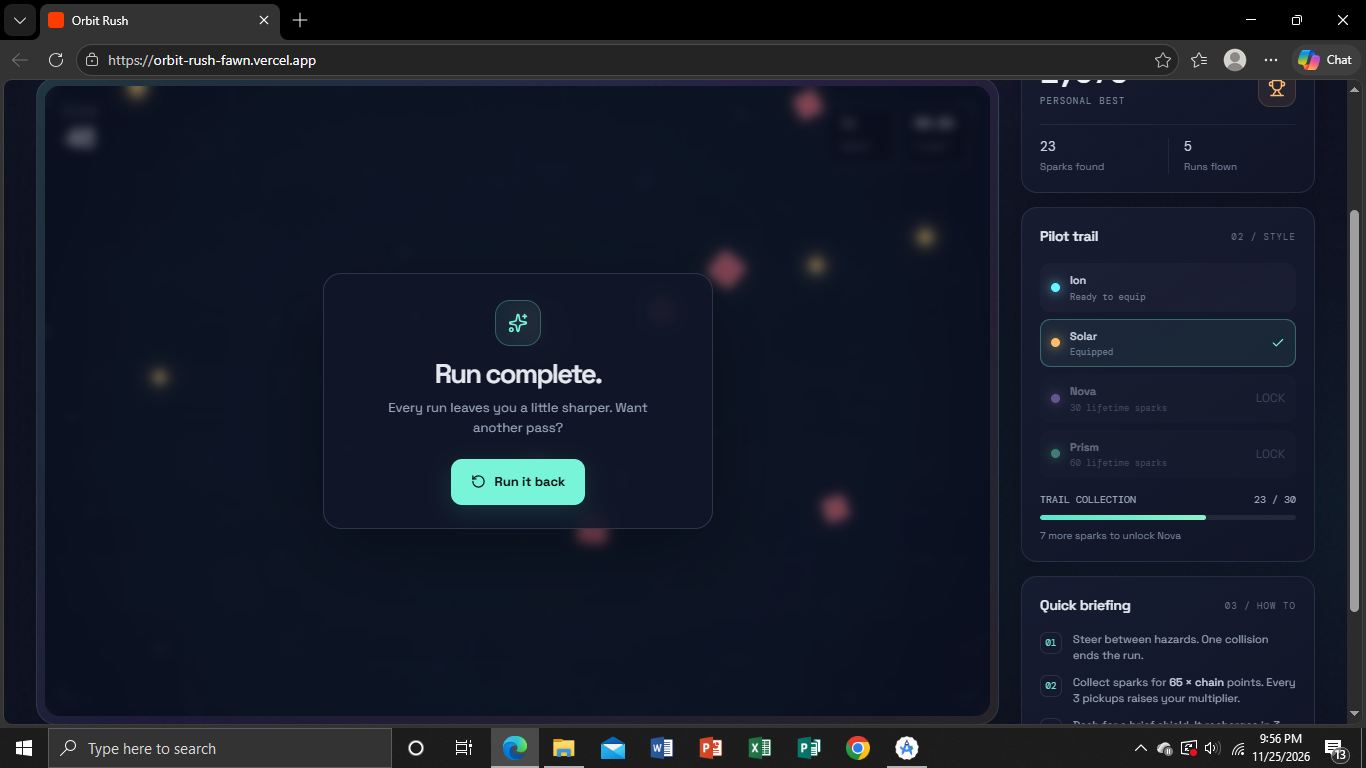 Orbit Rush
https://orbit-rush-fawn.vercel.app
Chat
PERSONAL BEST
23
5
Sparks found
Runs flown
Run complete.
Every run leaves you a little sharper. Want
another pass?
Run it back
Pilot trail
02 / STYLE
Ion
Ready to equip
Solar
Equipped
Nova
30 lifetime sparks
LOCK
Prism
60 lifetime sparks
LOCK
TRAIL COLLECTION
23 / 30
7 more sparks to unlock Nova
Quick briefing
03 / HOW TO
01
Steer between hazards. One collision
ends the run.
02
Collect sparks for 65 × chain points. Every
3 pickups raises your multiplier.
Type here to search
9:56 PM
11/25/2026
13